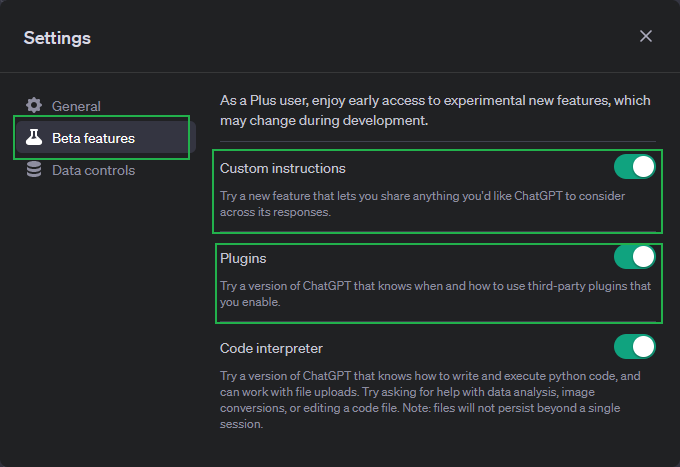 Settings
General
Beta features
Data controls
As a Plus user, enjoy early access to experimental new features, which
may change during development.
Custom instructions
Try a new feature that lets you share anything you'd like ChatGPT to consider
across its responses.
Plugins
Try a version of ChatGPT that knows when and how to use third-party plugins that
you enable.
Code interpreter
Try a version of ChatGPT that knows how to write and execute python code, and
can work with file uploads. Try asking for help with data analysis, image
conversions, or editing a code file. Note: files will not persist beyond a single
session.